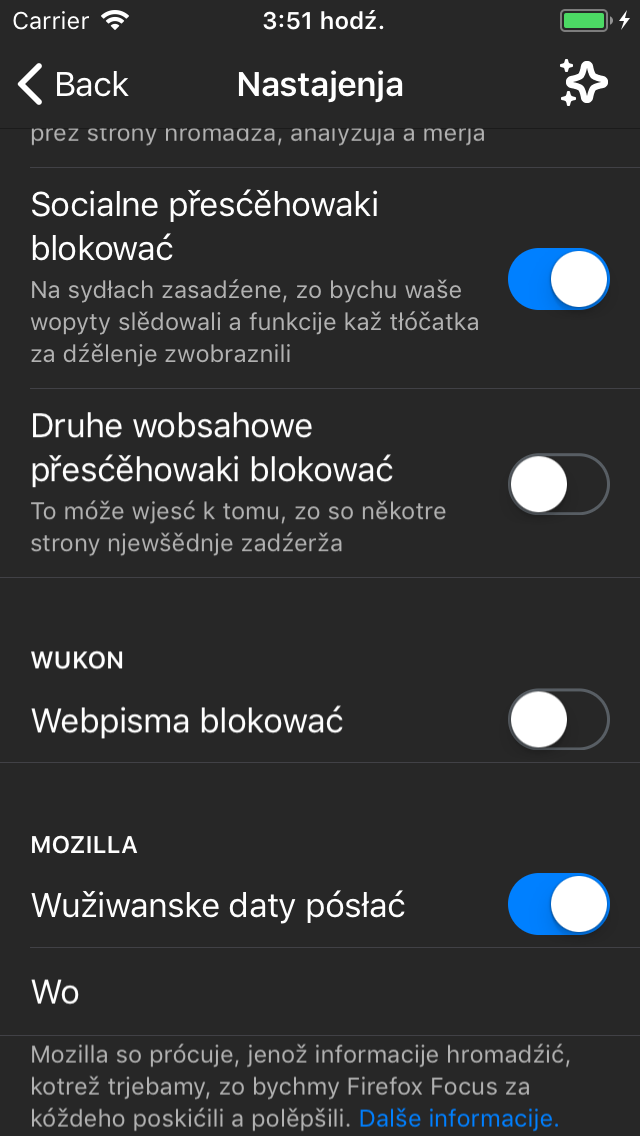 Carrier 3:51 hodź.
Back Nastajenja
prez strony hromadźa, analyzuja a měrja
Socialne přesćěhowaki
blokować
Na sydłach zasadźene, zo bychu waše
wopyty slědowali a funkcije kaž tłóčatka
za dźělenje zwobraznili
Druhe wobsahowe
přesćěhowaki blokować
To móže wjesć k tomu, zo so někotre
strony njewšědnje zadźerža
WUKON
Webpisma blokować
MOZILLA
Wužiwanske daty pósłać
Wo
Mozilla so prócuje, jenož informacije hromadźić,
kotrež trjebamy, zo bychmy Firefox Focus za
kóždeho poskićili a polěpšili. Dalše informacije.